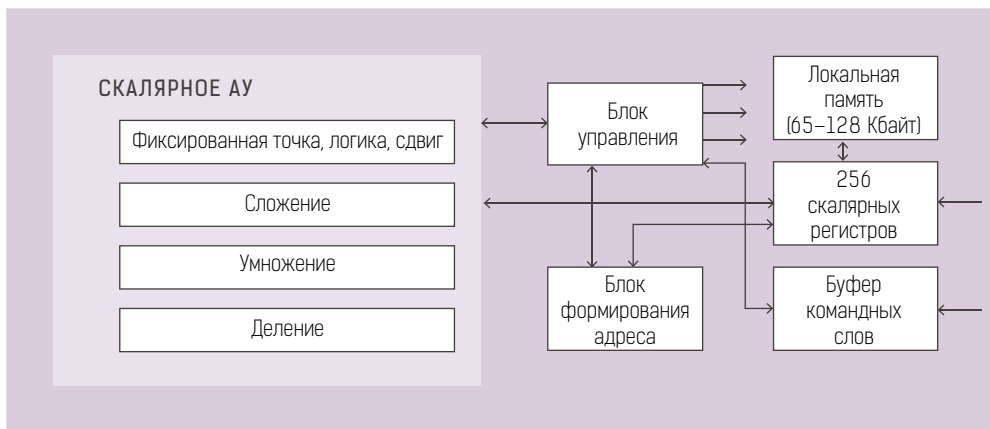 СКАЛЯРНОЕ АУ
Фиксированная точка, логика, сдвиг
Сложение
Умножение
Деление
Блок
управления
Блок
формирования
адреса
Локальная
память
(65–128 Кбайт)
256
скалярных
регистров
Буфер
командных
слов